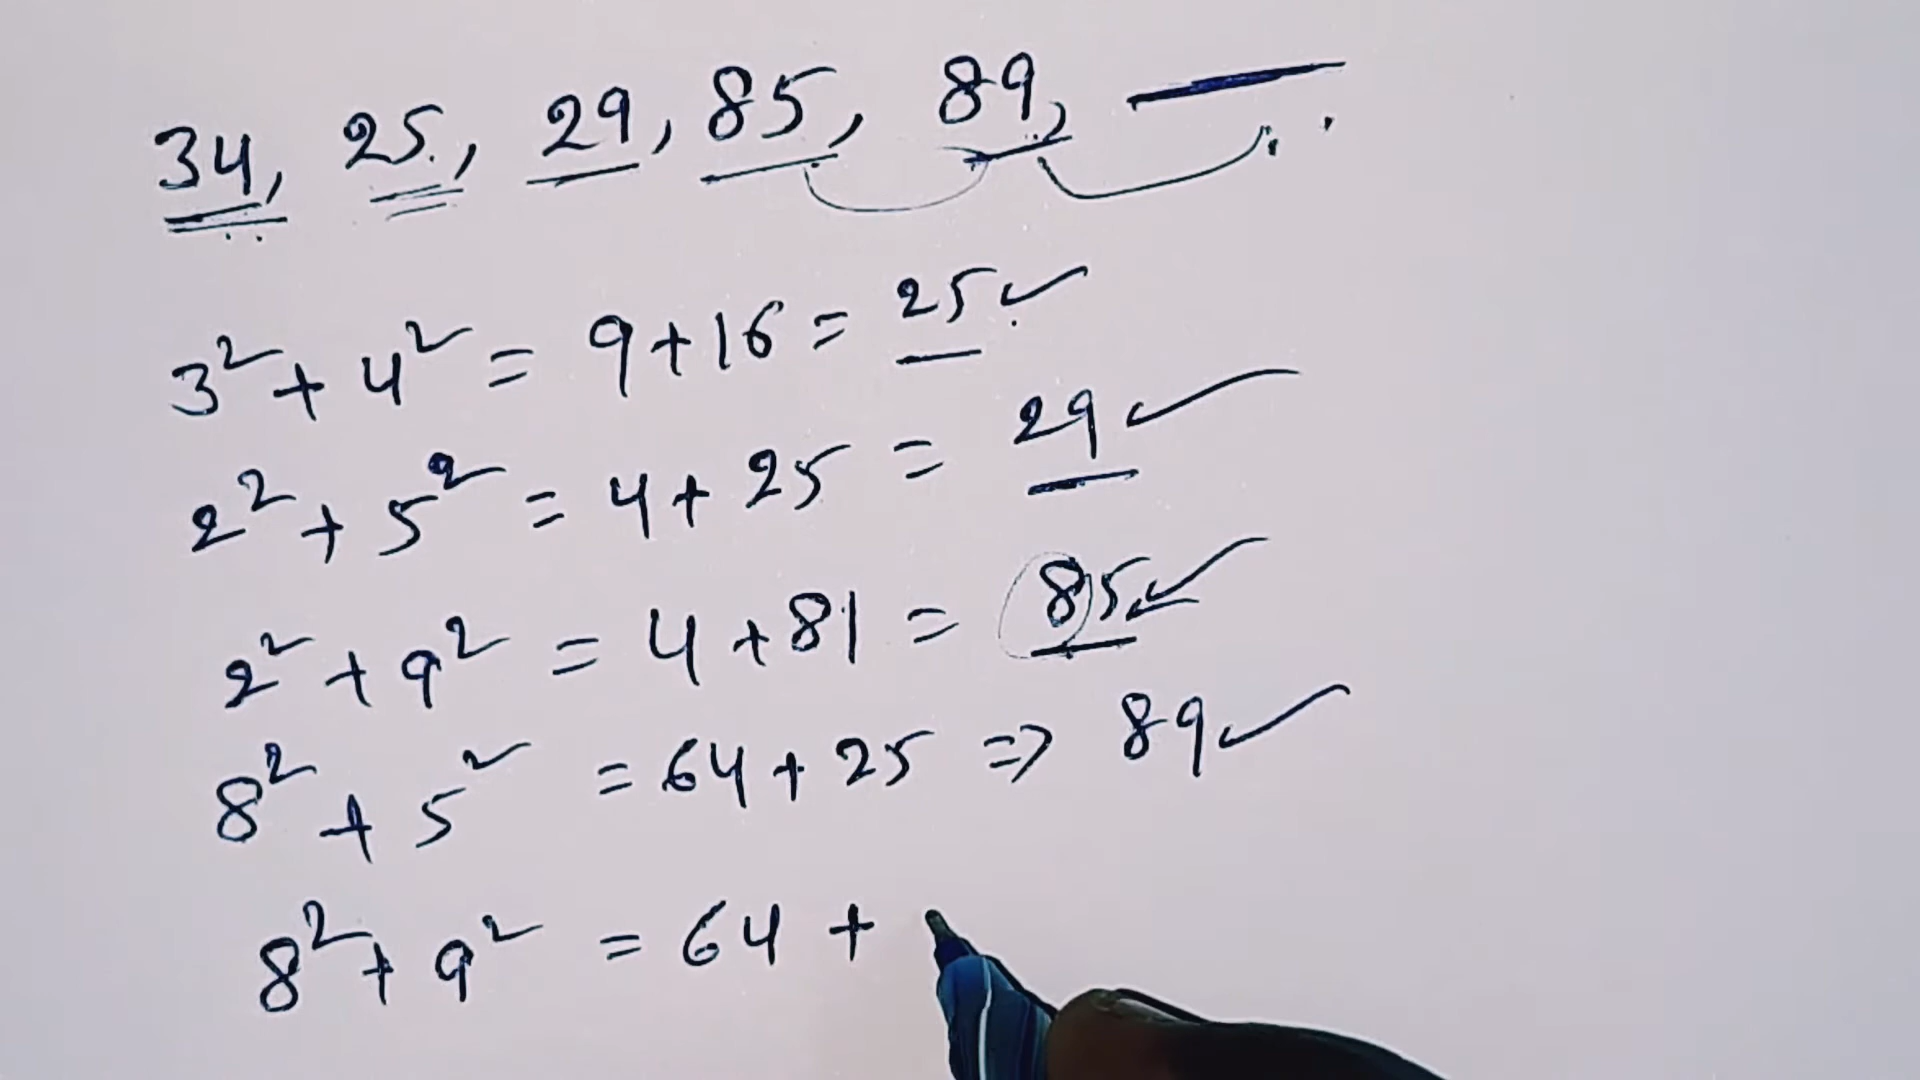 34, 25, 29, 85, 89, —
3² + 4² = 9 + 16 = 25 ✓
2² + 5² = 4 + 25 = 29 ✓
2² + 9² = 4 + 81 = 85 ✓
8² + 5² = 64 + 25 ⇒ 89 ✓
8² + 9² = 64 +